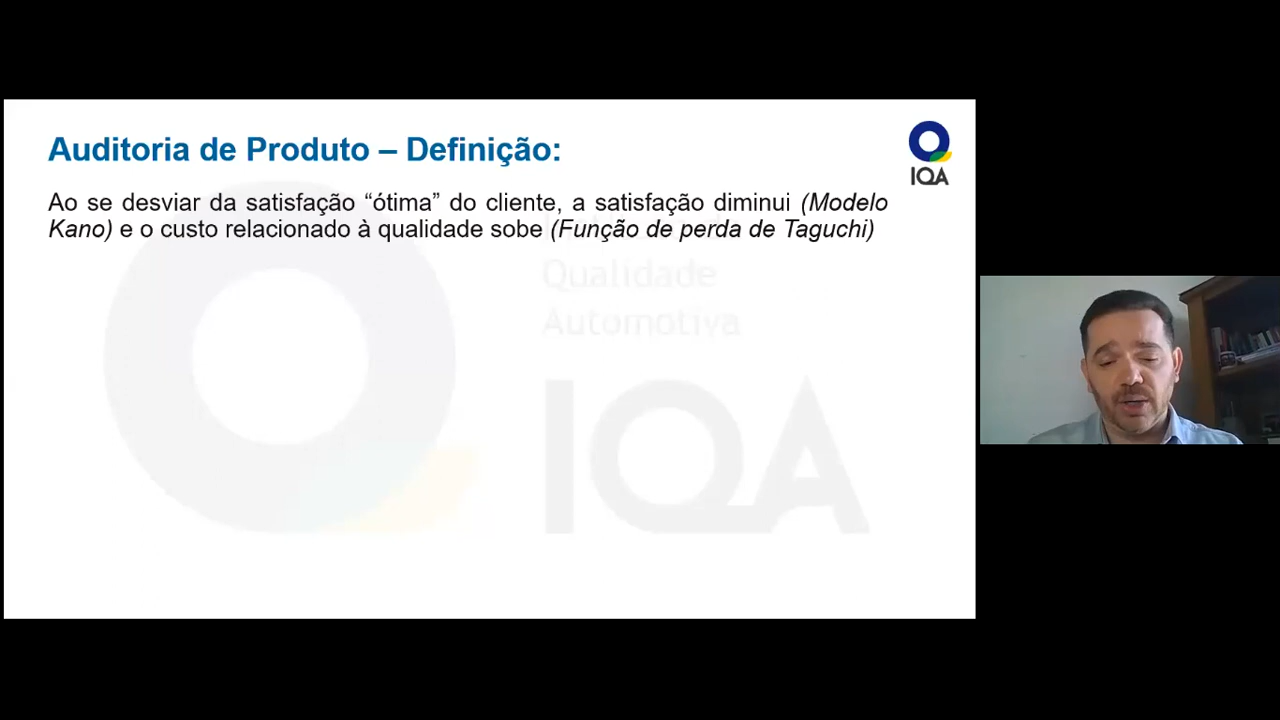 Auditoria de Produto – Definição:
IQA
Ao se desviar da satisfação “ótima” do cliente, a satisfação diminui (Modelo
Kano) e o custo relacionado à qualidade sobe (Função de perda de Taguchi)
Qualidade
Automotiva
IQA